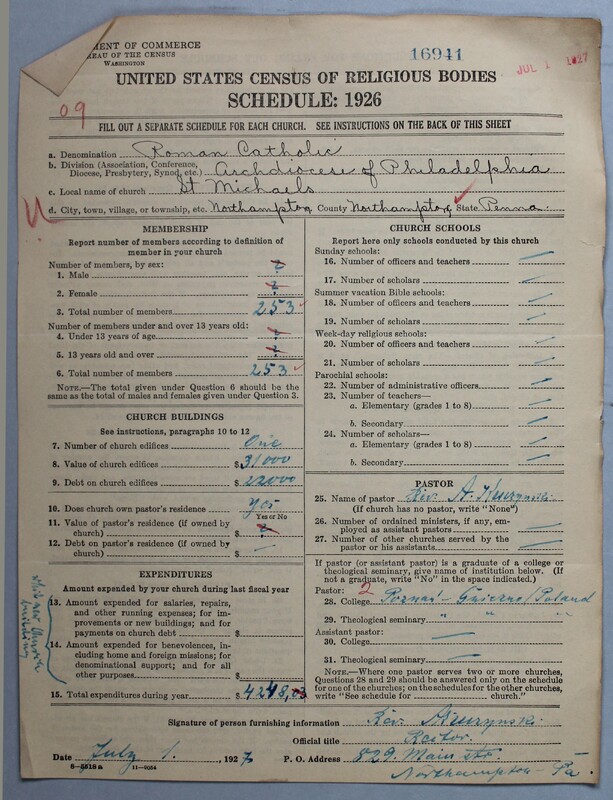 MENT OF COMMERCE
EAU OF THE CENSUS
WASHINGTON
16941
JUL 1 1927
UNITED STATES CENSUS OF RELIGIOUS BODIES
SCHEDULE: 1926
09
FILL OUT A SEPARATE SCHEDULE FOR EACH CHURCH. SEE INSTRUCTIONS ON THE BACK OF THIS SHEET
a. Denomination Roman Catholic
b. Division (Association, Conference, Diocese, Presbytery, Synod, etc.) Archdiocese of Philadelphia
c. Local name of church St Michaels
d. City, town, village, or township, etc. Northampton County Northampton State Penna.
MEMBERSHIP
Report number of members according to definition of
member in your church
Number of members, by sex:
1. Male ?
2. Female ?
3. Total number of members 253
Number of members under and over 13 years old:
4. Under 13 years of age ?
5. 13 years old and over ?
6. Total number of members 253
NOTE.—The total given under Question 6 should be the
same as the total of males and females given under Question 3.
CHURCH BUILDINGS
See instructions, paragraphs 10 to 12
7. Number of church edifices One
8. Value of church edifices $ 31000
9. Debt on church edifices $ 22000
10. Does church own pastor's residence yes
Yes or No
11. Value of pastor's residence (if owned by
church) $ ?
12. Debt on pastor's residence (if owned by
church) $
EXPENDITURES
Amount expended by your church during last fiscal year
13. Amount expended for salaries, repairs,
and other running expenses; for im-
provements or new buildings; and for
payments on church debt $
14. Amount expended for benevolences, in-
cluding home and foreign missions; for
denominational support; and for all
other purposes $
15. Total expenditures during year $ 4248,
CHURCH SCHOOLS
Report here only schools conducted by this church
Sunday schools:
16. Number of officers and teachers
17. Number of scholars
Summer vacation Bible schools:
18. Number of officers and teachers
19. Number of scholars
Week-day religious schools:
20. Number of officers and teachers
21. Number of scholars
Parochial schools:
22. Number of administrative officers
23. Number of teachers—
a. Elementary (grades 1 to 8)
b. Secondary
24. Number of scholars—
a. Elementary (grades 1 to 8)
b. Secondary
PASTOR
25. Name of pastor Rev. A.
(If church has no pastor, write "None")
26. Number of ordained ministers, if any, em-
ployed as assistant pastors
27. Number of other churches served by the
pastor or his assistants
If pastor (or assistant pastor) is a graduate of a college or
theological seminary, give name of institution below. (If
not a graduate, write "No" in the space indicated.)
Pastor: 2
28. College Poznań - Gniezno/Poland
29. Theological seminary " " "
Assistant pastor:
30. College
31. Theological seminary
NOTE.—Where one pastor serves two or more churches,
Questions 28 and 29 should be answered only on the schedule
for one of the churches; on the schedules for the other churches,
write "See schedule for church."
Signature of person furnishing information Rev.
Official title Rector.
Date July 1. , 1927 P. O. Address 829. Main str.
Northampton - Pa.
6—5518 a 11-9054